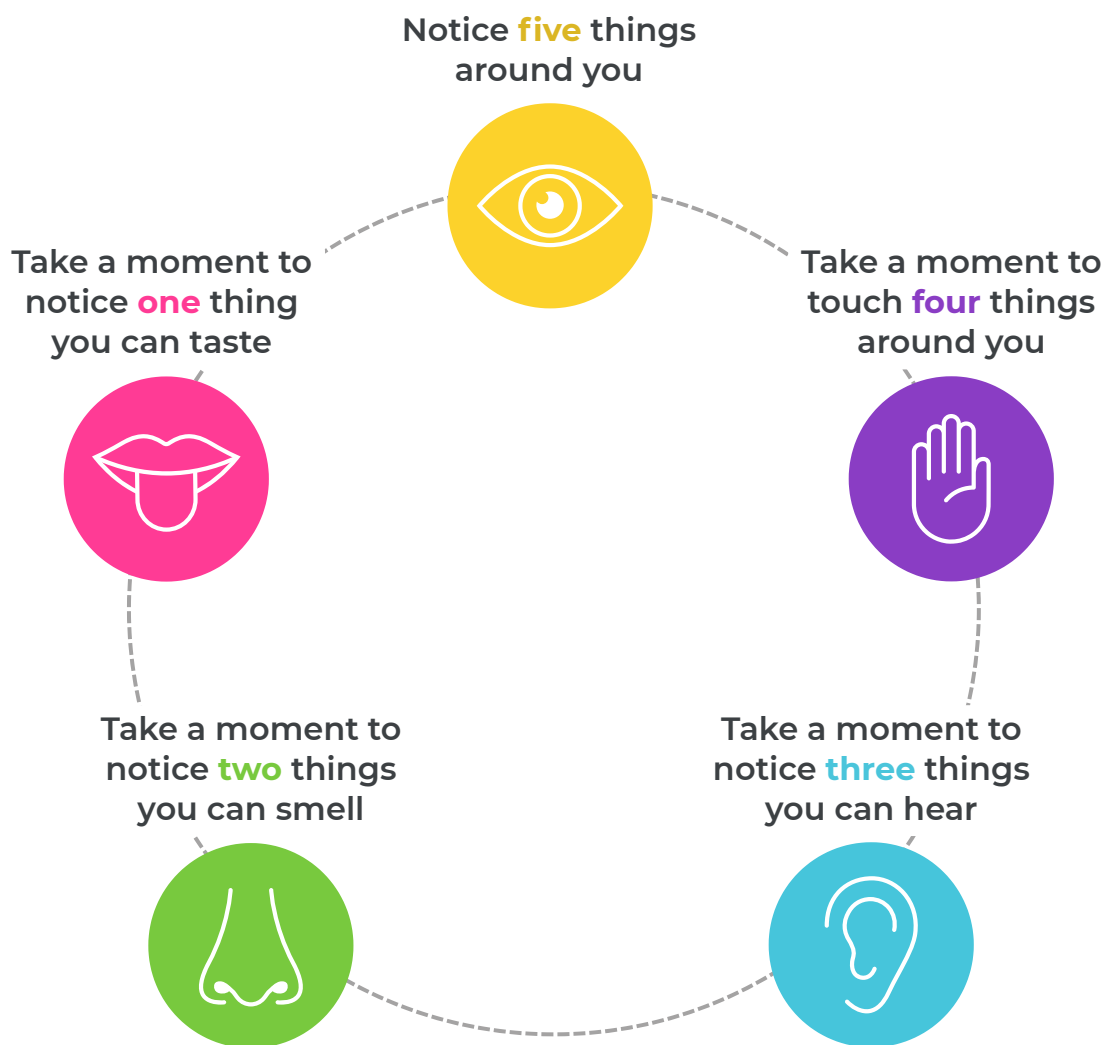 Notice five things
around you
Take a moment to
touch four things
around you
Take a moment to
notice three things
you can hear
Take a moment to
notice two things
you can smell
Take a moment to
notice one thing
you can taste